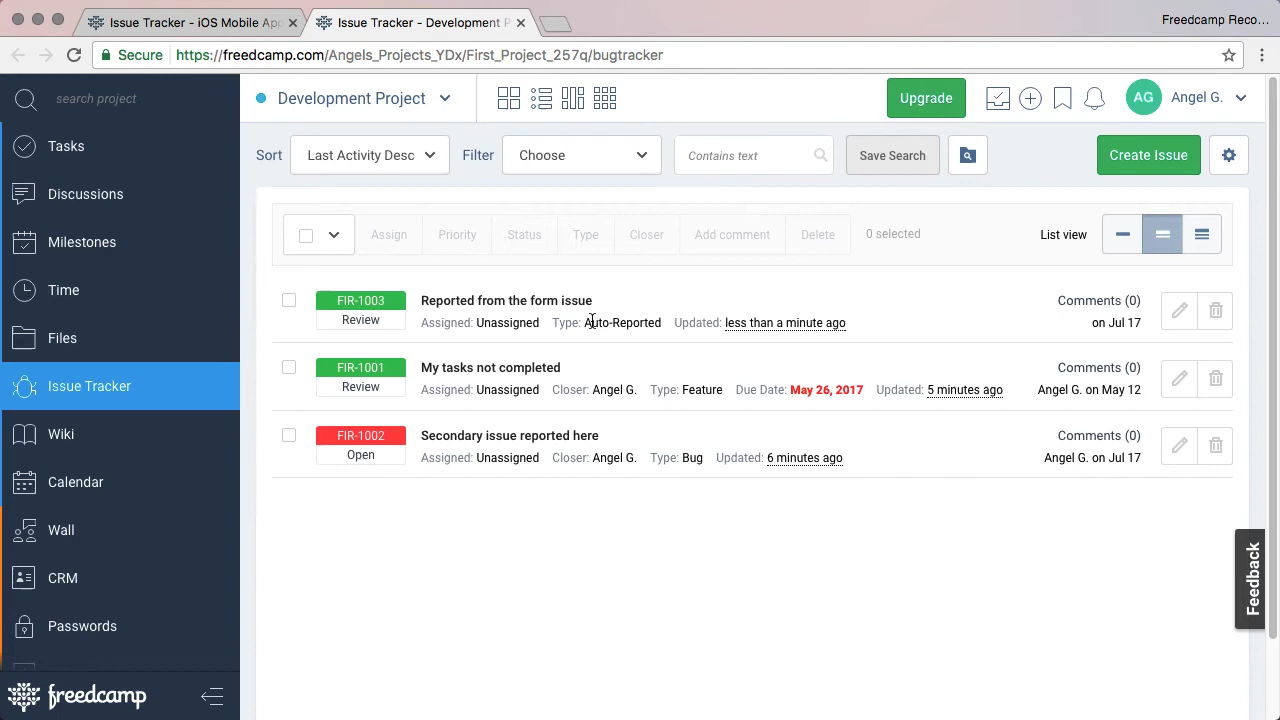 Issue Tracker - iOS Mobile App
Issue Tracker - Development P
Freedcamp Reco...
Secure
https://freedcamp.com/Angels_Projects_YDx/First_Project_257q/bugtracker
search project
Development Project
Upgrade
AG
Angel G.
Sort
Last Activity Desc
Filter
Choose
Contains text
Save Search
Create Issue
Tasks
Discussions
Milestones
Time
Files
Issue Tracker
Wiki
Calendar
Wall
CRM
Passwords
freedcamp
Assign
Priority
Status
Type
Closer
Add comment
Delete
0 selected
List view
FIR-1003
Review
Reported from the form issue
Assigned: Unassigned Type: Auto-Reported Updated: less than a minute ago
Comments (0)
on Jul 17
FIR-1001
Review
My tasks not completed
Assigned: Unassigned Closer: Angel G. Type: Feature Due Date: May 26, 2017 Updated: 5 minutes ago
Comments (0)
Angel G. on May 12
FIR-1002
Open
Secondary issue reported here
Assigned: Unassigned Closer: Angel G. Type: Bug Updated: 6 minutes ago
Comments (0)
Angel G. on Jul 17
Feedback